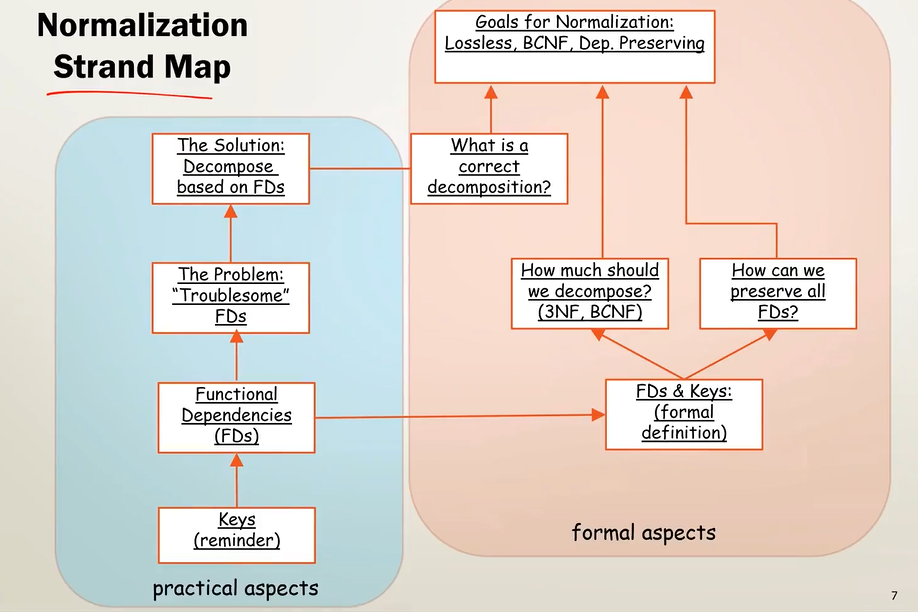 Normalization
Strand Map
Goals for Normalization:
Lossless, BCNF, Dep. Preserving
The Solution:
Decompose
based on FDs
What is a
correct
decomposition?
The Problem:
“Troublesome”
FDs
How much should
we decompose?
(3NF, BCNF)
How can we
preserve all
FDs?
Functional
Dependencies
(FDs)
FDs & Keys:
(formal
definition)
Keys
(reminder)
formal aspects
practical aspects
7